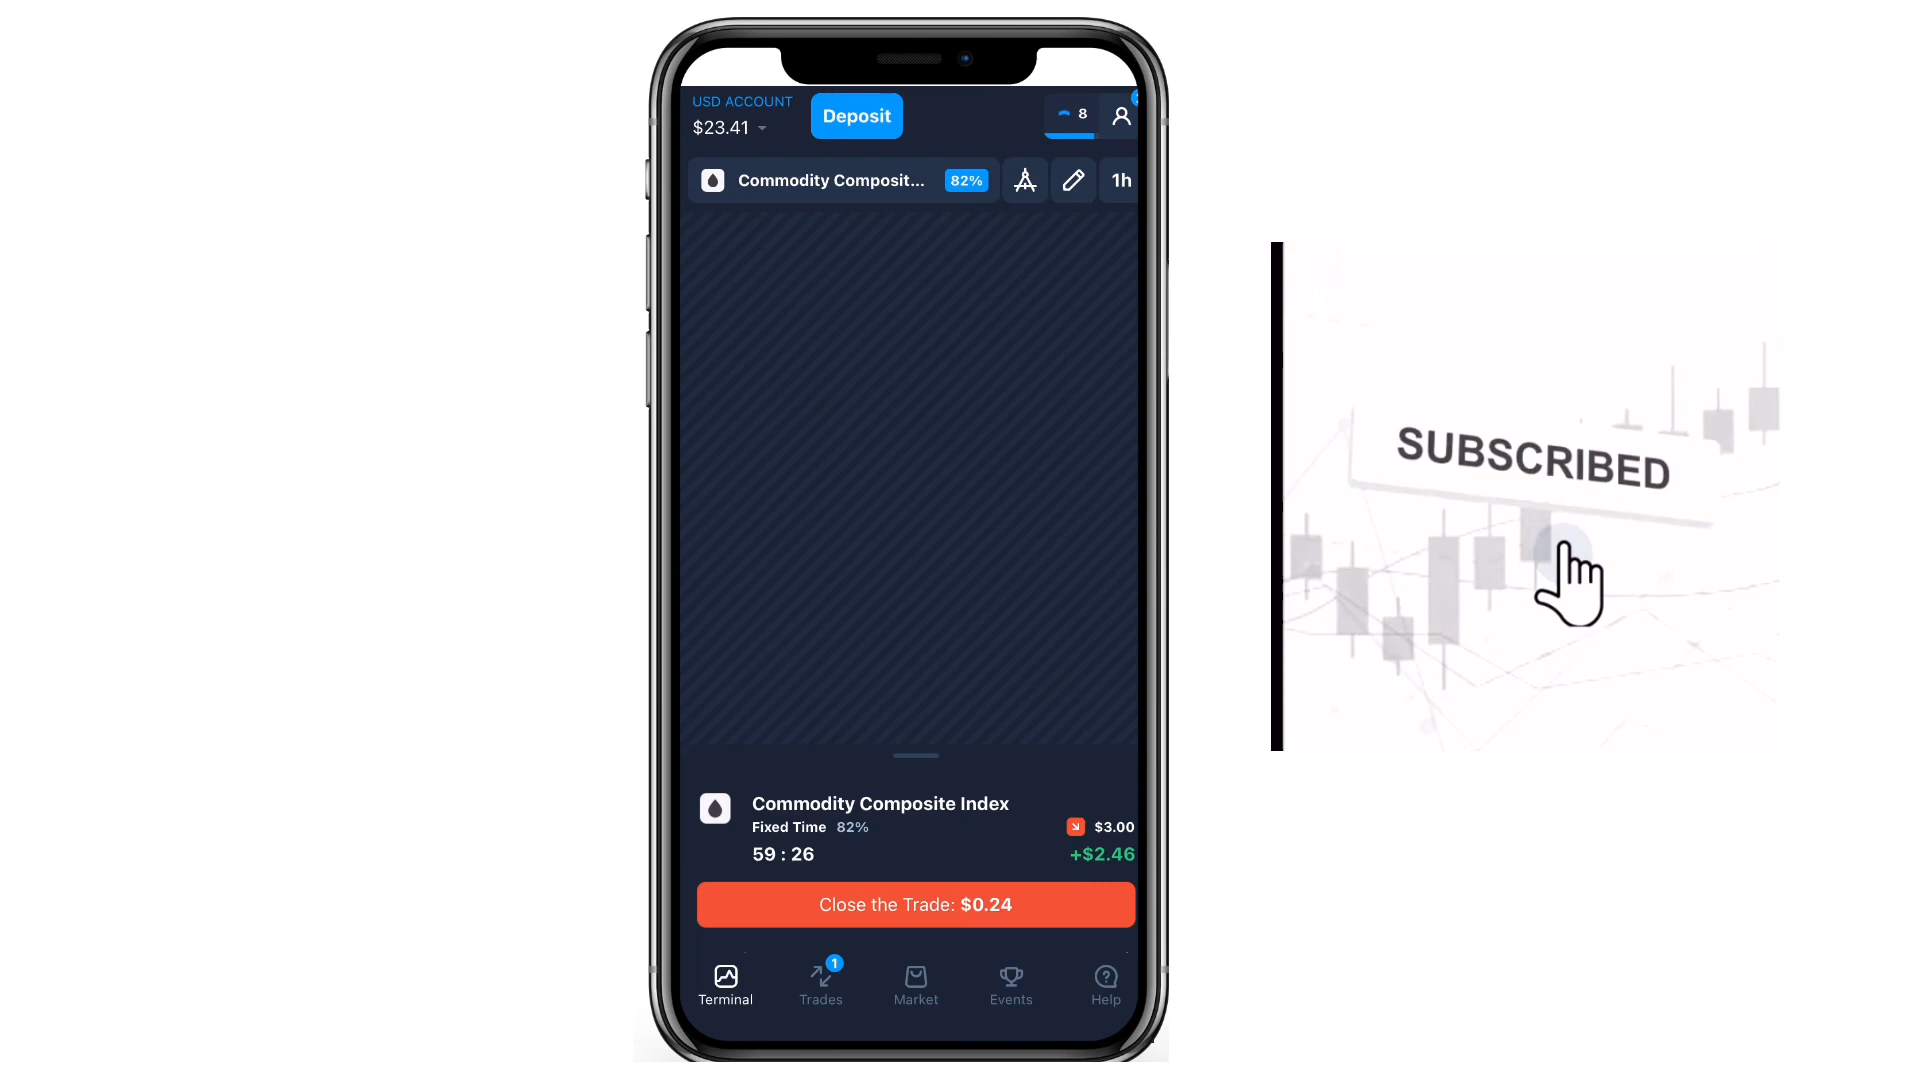 USD ACCOUNT
$23.41
Deposit
8
Commodity Composit...
82%
1h
SUBSCRIBED
Commodity Composite Index
Fixed Time 82%
$3.00
59 : 26
+$2.46
Close the Trade: $0.24
1
Terminal
Trades
Market
Events
Help